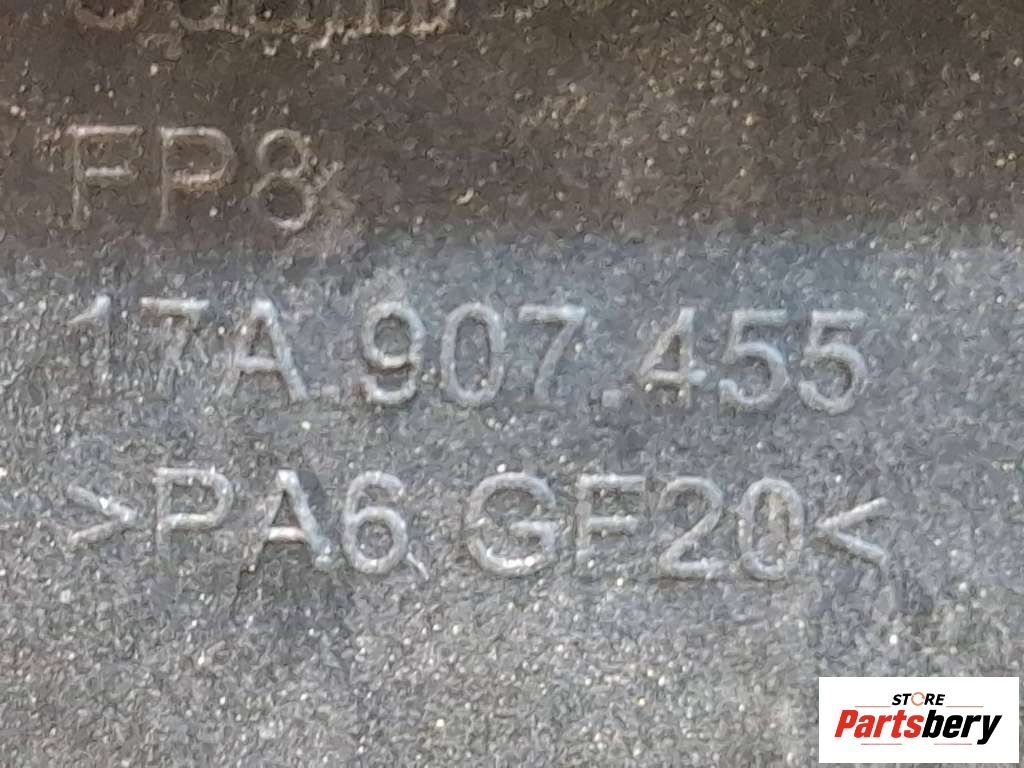 FP8
17A.907.455
>PA6,GF20<
STORE
Partsbery